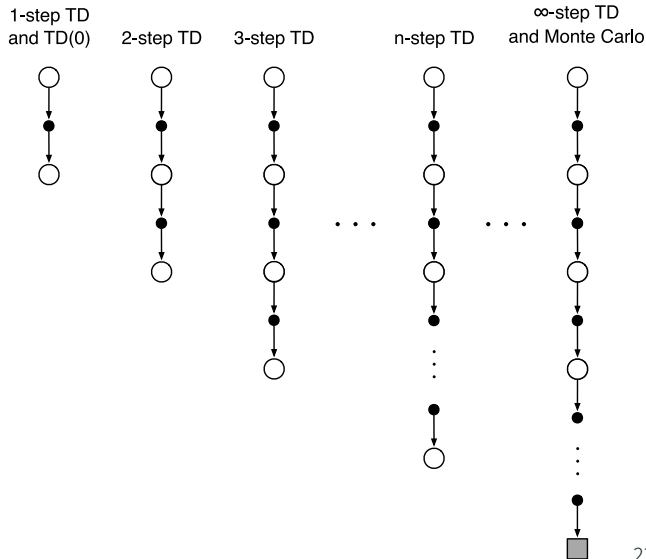 1-step TD
and TD(0)
2-step TD
3-step TD
n-step TD
∞-step TD
and Monte Carlo